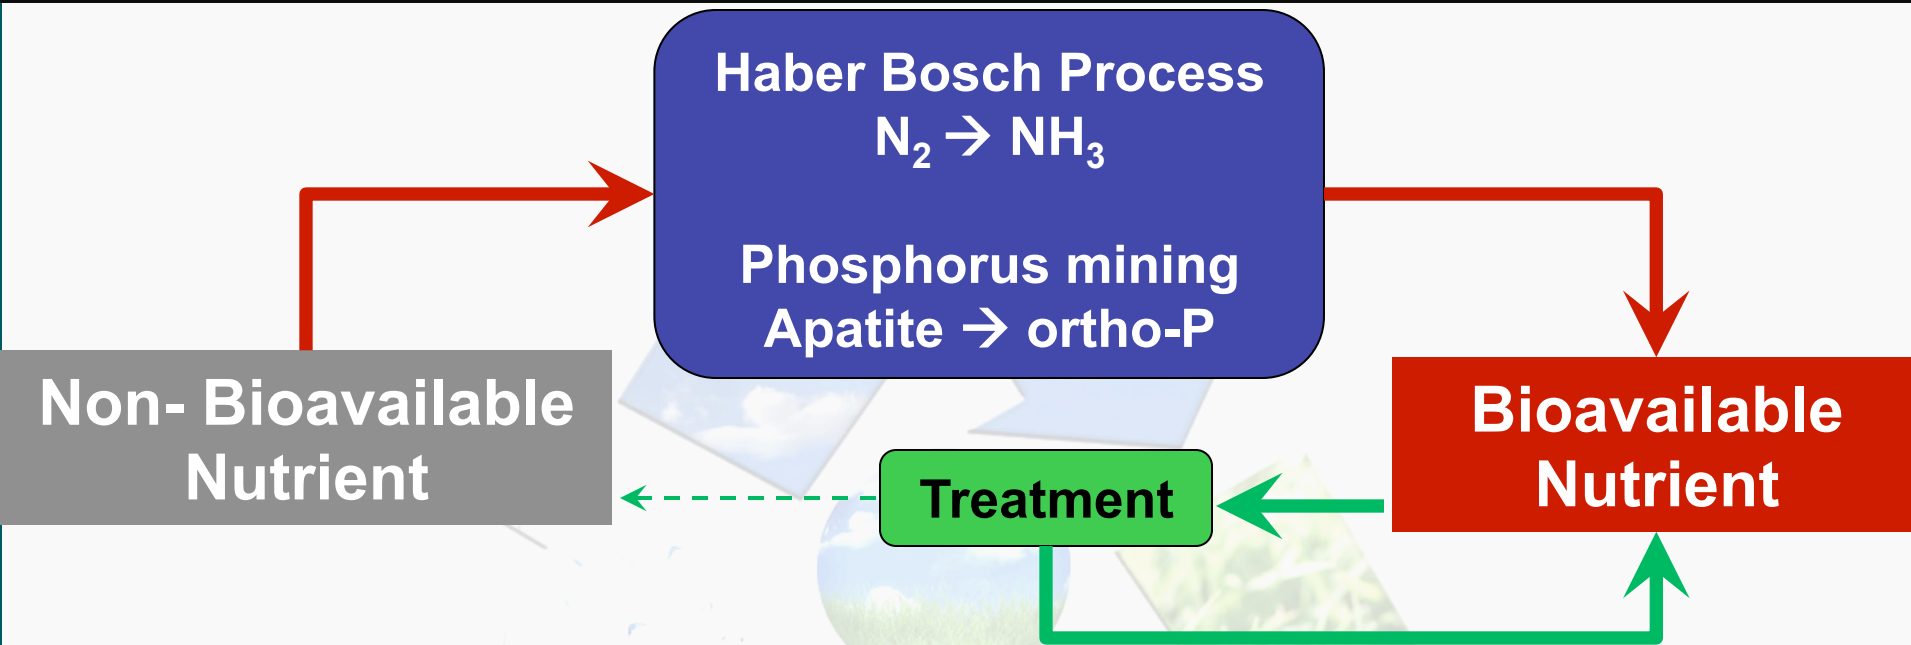 Haber Bosch Process
N₂ → NH₃
Phosphorus mining
Apatite → ortho-P
Non- Bioavailable
Nutrient
Treatment
Bioavailable
Nutrient